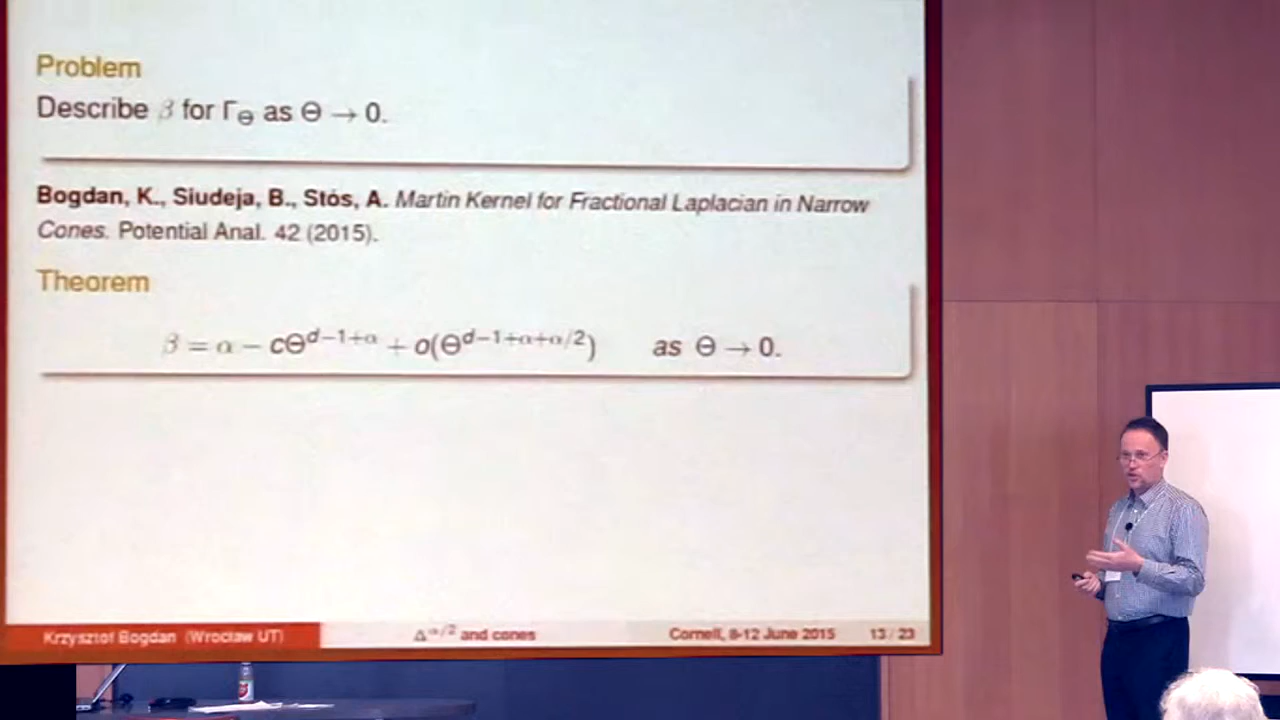 Problem
Describe β for Γ_Θ as Θ → 0.
Bogdan, K., Siudeja, B., Stós, A. Martin Kernel for Fractional Laplacian in Narrow
Cones. Potential Anal. 42 (2015).
Theorem
β = α − cΘ^{d−1+α} + o(Θ^{d−1+α+α/2}) as Θ → 0.
Krzysztof Bogdan (Wrocław UT) Δ^{α/2} and cones Cornell, 8-12 June 2015 13 / 23